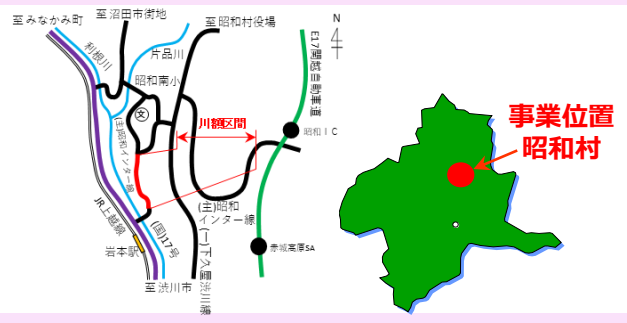 至みなかみ町
至沼田市街地
至昭和村役場
N
利根川
片品川
昭和南小
文
E17関越自動車道
川額区間
昭和IC
(主)昭和インター線
事業位置
昭和村
(主)昭和
インター線
JR上越線
(国)17号
岩本駅
(一)下久屋渋川線
赤城高原SA
至渋川市